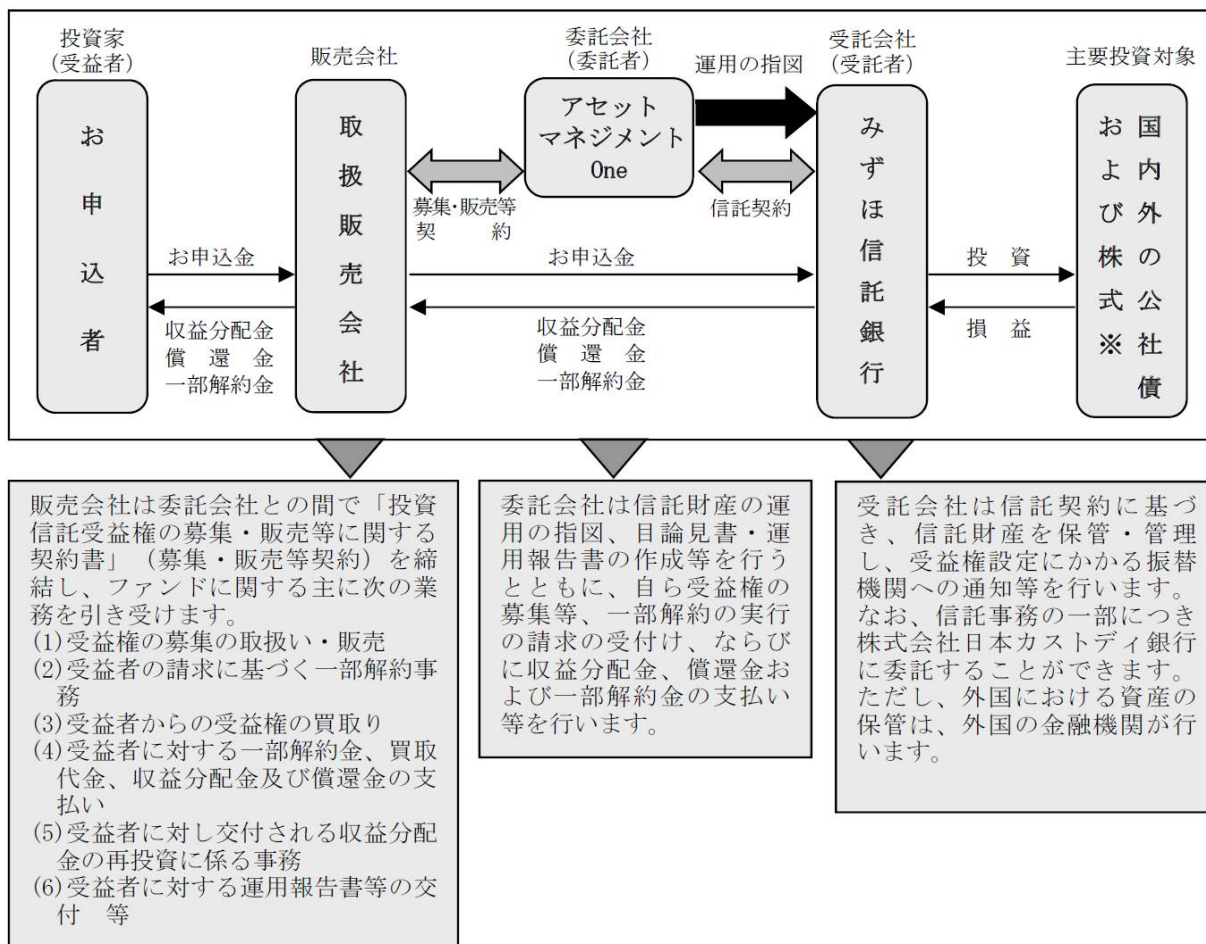 投資家
(受益者)
お申込者
販売会社
取扱販売会社
委託会社
(委託者)
アセット
マネジメント
One
運用の指図
受託会社
(受託者)
みずほ信託銀行
主要投資対象
国内外の公社債
および株式※
募集・販売等
契　　約
信託契約
お申込金
お申込金
投　資
収益分配金
償　還　金
一部解約金
収益分配金
償　還　金
一部解約金
損　益
販売会社は委託会社との間で「投資
信託受益権の募集・販売等に関する
契約書」（募集・販売等契約）を締
結し、ファンドに関する主に次の業
務を引き受けます。
(1)受益権の募集の取扱い・販売
(2)受益者の請求に基づく一部解約事
務
(3)受益者からの受益権の買取り
(4)受益者に対する一部解約金、買取
代金、収益分配金及び償還金の支
払い
(5)受益者に対し交付される収益分配
金の再投資に係る事務
(6)受益者に対する運用報告書等の交
付　等
委託会社は信託財産の運
用の指図、目論見書・運
用報告書の作成等を行う
とともに、自ら受益権の
募集等、一部解約の実行
の請求の受付け、ならび
に収益分配金、償還金お
よび一部解約金の支払い
等を行います。
受託会社は信託契約に基づ
き、信託財産を保管・管理
し、受益権設定にかかる振替
機関への通知等を行います。
なお、信託事務の一部につき
株式会社日本カストディ銀行
に委託することができます。
ただし、外国における資産の
保管は、外国の金融機関が行
います。